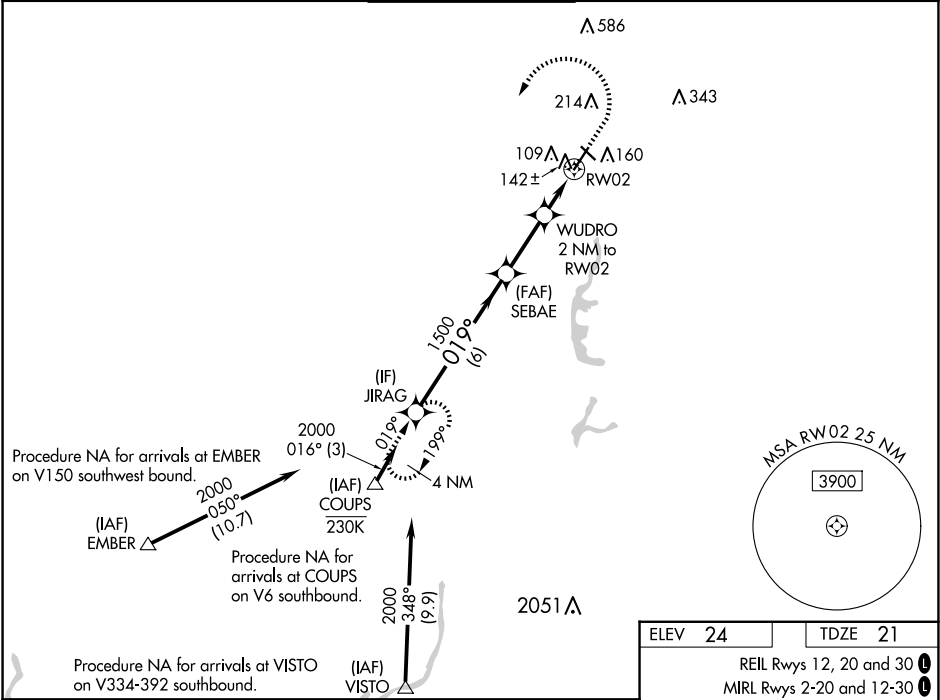 586
214
343
109
160
142±
RW02
WUDRO
2 NM to
RW02
(FAF)
SEBAE
1500
019°
(6)
(IF)
JIRAG
2000
016° (3)
019°
199°
4 NM
MSA RW02 25 NM
3900
Procedure NA for arrivals at EMBER
on V150 southwest bound.
2000
050°
(10.7)
(IAF)
EMBER
(IAF)
COUPS
230K
Procedure NA for
arrivals at COUPS
on V6 southbound.
2000
348°
(9.9)
2051
Procedure NA for arrivals at VISTO
on V334-392 southbound.
(IAF)
VISTO
ELEV 24
TDZE 21
REIL Rwys 12, 20 and 30 L
MIRL Rwys 2-20 and 12-30 L